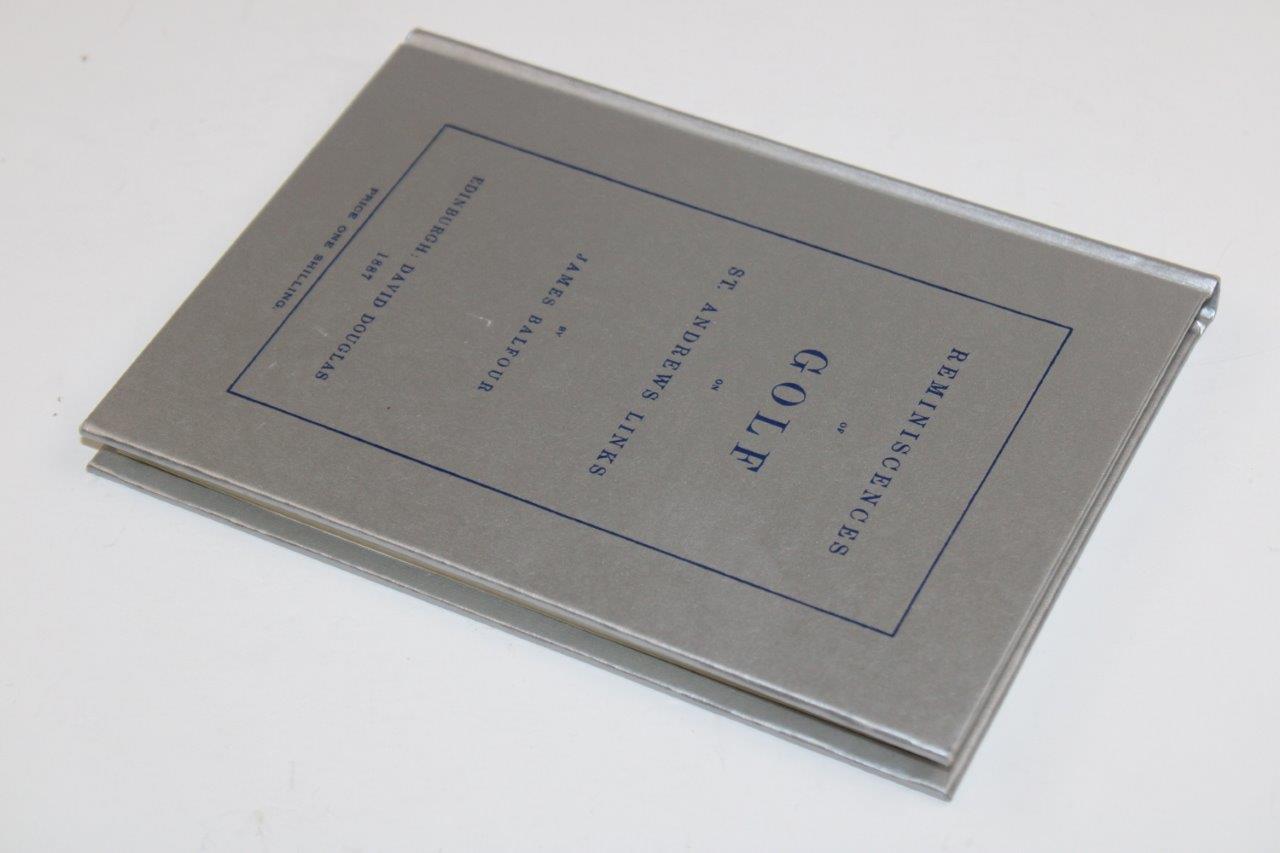 REMINISCENCES
OF
GOLF
ON
ST. ANDREWS LINKS
BY
JAMES BALFOUR
EDINBURGH: DAVID DOUGLAS
1887
PRICE ONE SHILLING.